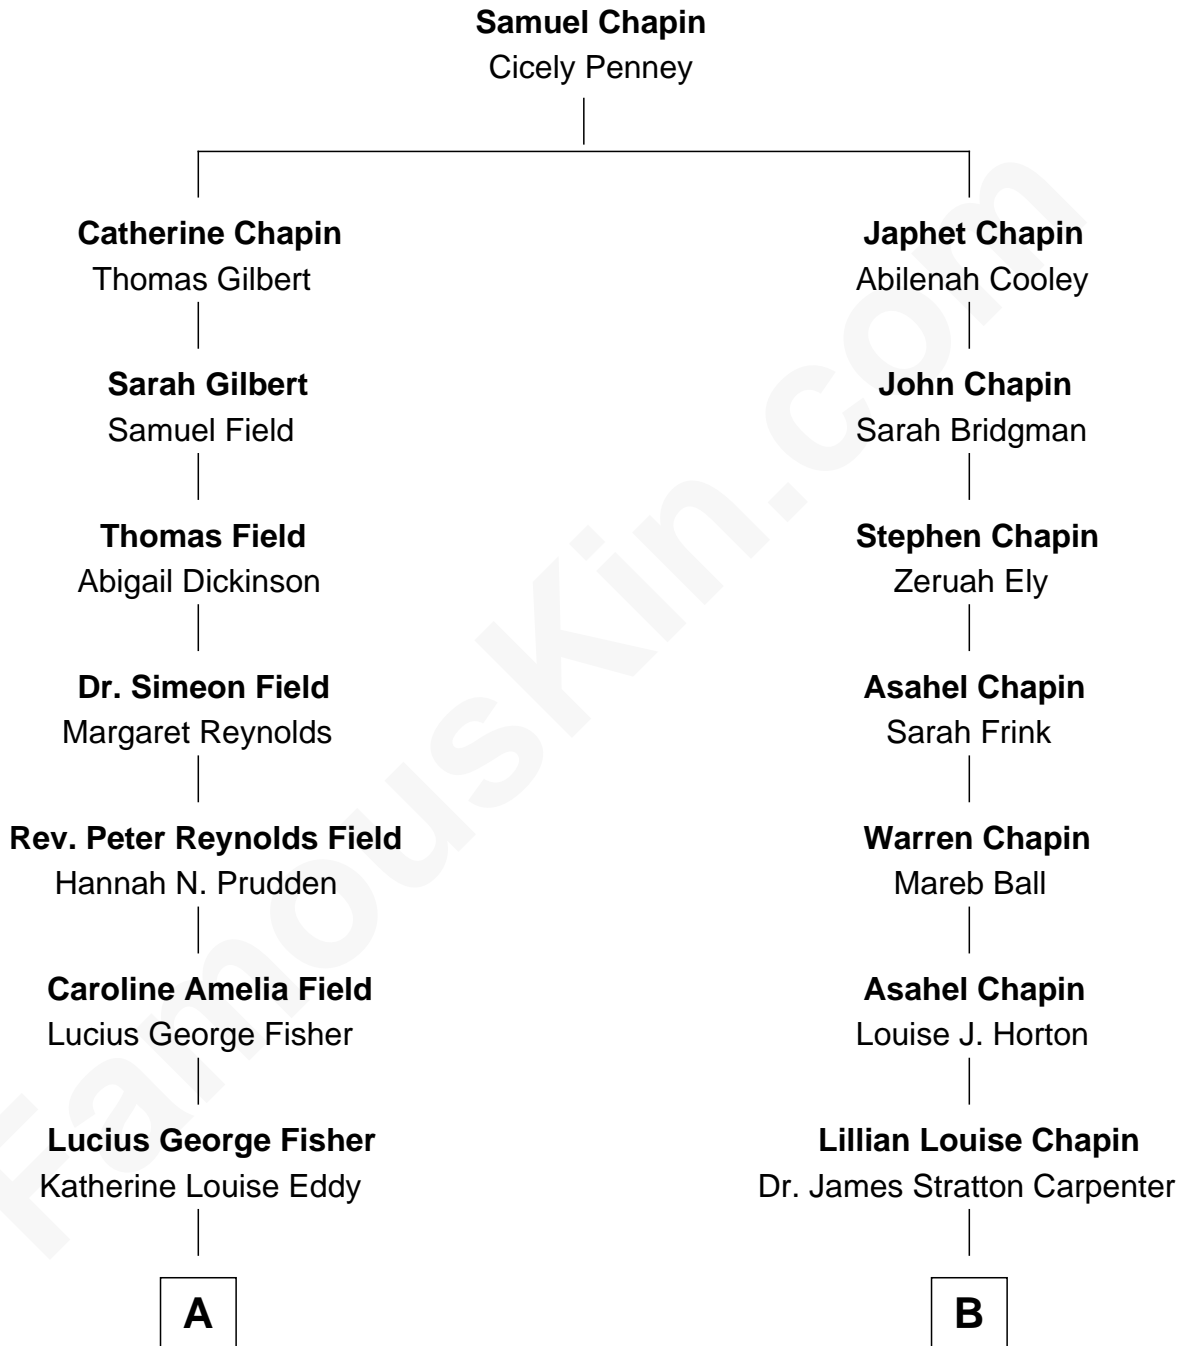 Samuel Chapin
Cicely Penney
Catherine Chapin
Thomas Gilbert
Japhet Chapin
Abilenah Cooley
Sarah Gilbert
Samuel Field
John Chapin
Sarah Bridgman
Thomas Field
Abigail Dickinson
Stephen Chapin
Zeruah Ely
Dr. Simeon Field
Margaret Reynolds
Asahel Chapin
Sarah Frink
Rev. Peter Reynolds Field
Hannah N. Prudden
Warren Chapin
Mareb Ball
Caroline Amelia Field
Lucius George Fisher
Asahel Chapin
Louise J. Horton
Lucius George Fisher
Katherine Louise Eddy
Lillian Louise Chapin
Dr. James Stratton Carpenter
A
B
FamousKin.com